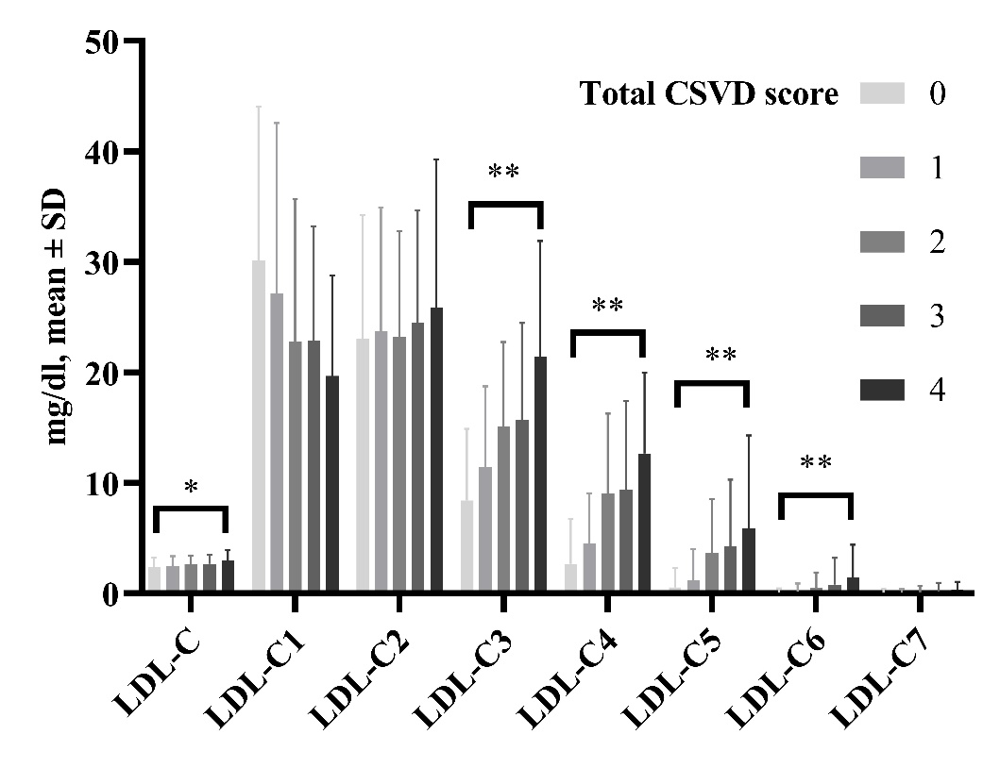 50
40
30
20
10
0
mg/dl, mean ± SD
Total CSVD score
0
1
2
3
4
*
**
**
**
**
LDL-C
LDL-C1
LDL-C2
LDL-C3
LDL-C4
LDL-C5
LDL-C6
LDL-C7